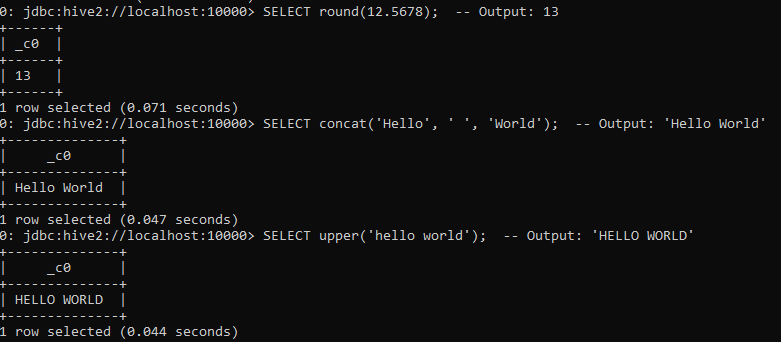 0: jdbc:hive2://localhost:10000> SELECT round(12.5678);  -- Output: 13
+------+
| _c0  |
+------+
| 13   |
+------+
1 row selected (0.071 seconds)
0: jdbc:hive2://localhost:10000> SELECT concat('Hello', ' ', 'World');  -- Output: 'Hello World'
+--------------+
|     _c0      |
+--------------+
| Hello World  |
+--------------+
1 row selected (0.047 seconds)
0: jdbc:hive2://localhost:10000> SELECT upper('hello world');  -- Output: 'HELLO WORLD'
+--------------+
|     _c0      |
+--------------+
| HELLO WORLD  |
+--------------+
1 row selected (0.044 seconds)